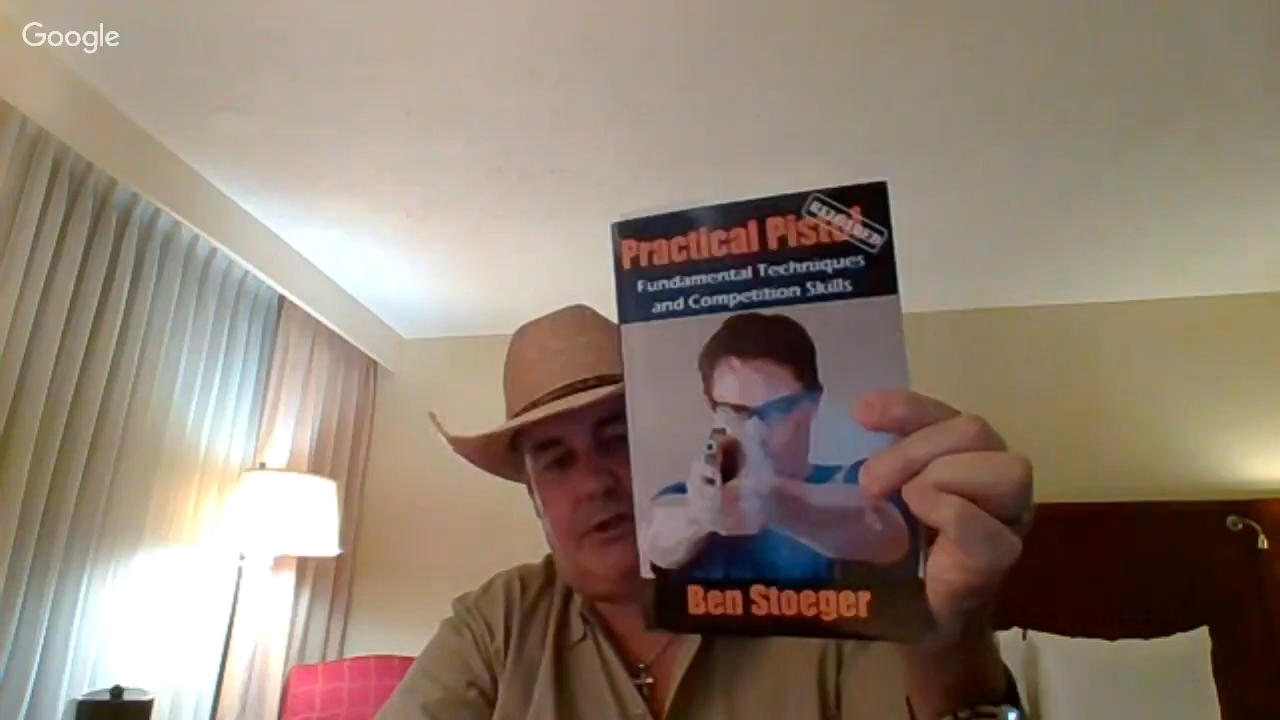 Google
RELOADED
Practical Pistol
Fundamental Techniques
and Competition Skills
Ben Stoeger